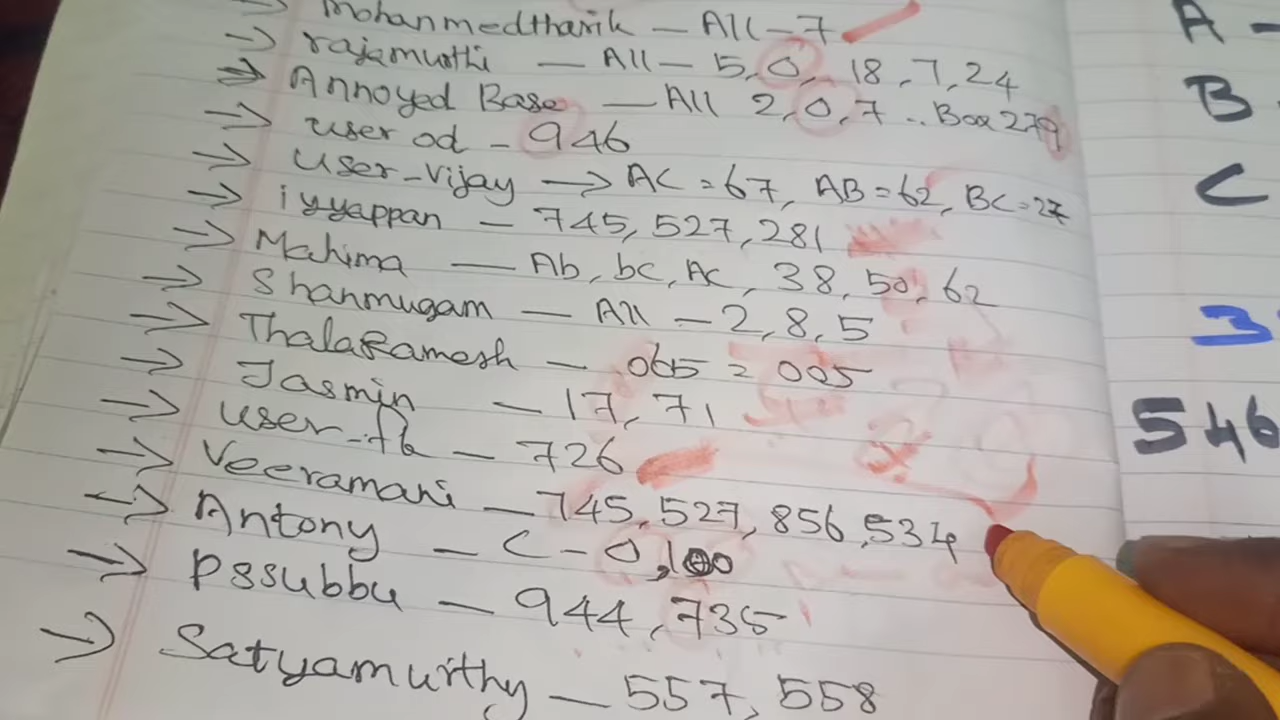 → Mohanmedtharik — All - 7
→ rajamurthi — All - 5, 0, 18, 7, 24
→ Annoyed Base — All 2, 0, 7 .. Box 279
→ user od - 946
→ user-vijay → AC = 67, AB = 62, BC = 27
→ iyyappan - 745, 527, 281
→ Mahima — Ab, bc, Ac, 38, 50, 62
→ Shanmugam — All - 2, 8, 5
→ ThalaRamesh - 065 = 005
→ Jasmin - 17, 71
→ user-fb - 726
→ Veeramani - 745, 527, 856, 534
→ Antony - C - 0, 100
→ Pssubbu - 944, 735
→ Satyamurthy - 557, 558
A -
B
C
3
546